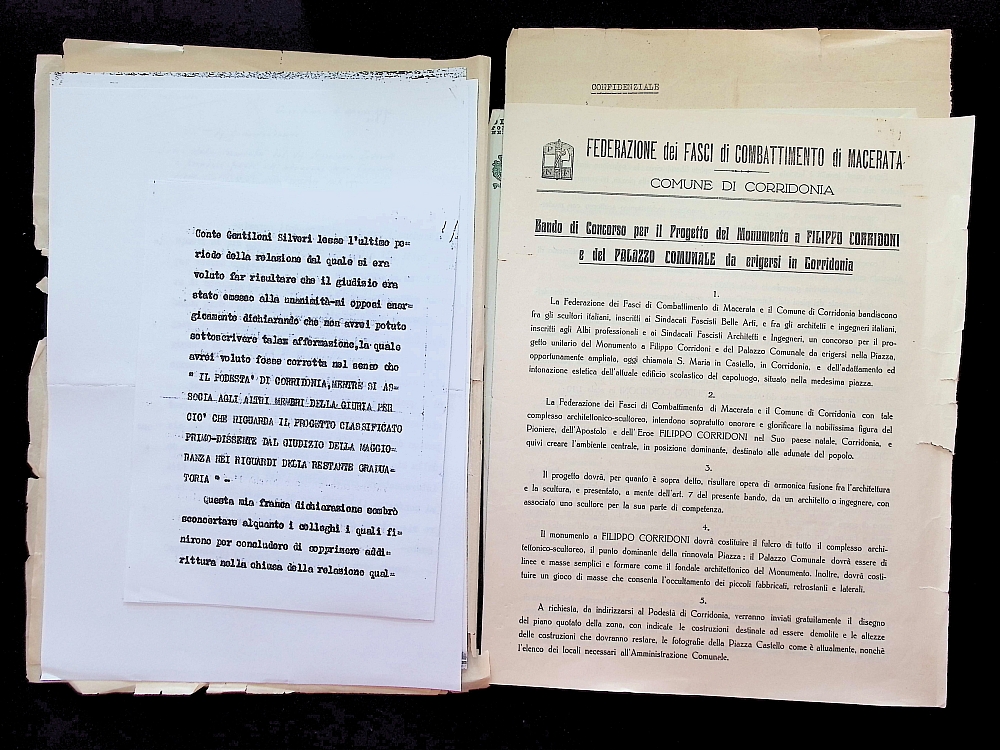 Conte Gentiloni Silveri lesse l'ultimo pe=
riodo della relazione dal quale si era
voluto far risultare che il giudizio era
stato emesso alla unanimità-mi opposi ener=
gicamente dichiarando che non avrei potuto
sottoscrivere talex affermazione,la quale
avrei voluto fosse corretta nel senso che
" IL PODESTA' DI CORRIDONIA,MENTRE SI AS=
SOCIA AGLI ALTRI MEMBRI DELLA GIURIA PER
CIO' CHE RIGUARDA IL PROGETTO CLASSIFICATO
PRIMO-DISSENTE DAL GIUDIZIO DELLA MAGGIO=
RANZA NEI RIGUARDI DELLA RESTANTE GRADUA=
TORIA " =
Questa mia franca dichiarazione sembrò
sconcertare alquanto i colleghi i quali fi=
nirono per concludere di sopprimere addi=
rittura nella chiusa della relazione qual=
CONFIDENZIALE
FEDERAZIONE dei FASCI di COMBATTIMENTO di MACERATA
COMUNE DI CORRIDONIA
Bando di Concorso per il Progetto del Monumento a FILIPPO CORRIDONI
e del PALAZZO COMUNALE da erigersi in Corridonia
1.
La Federazione dei Fasci di Combattimento di Macerata e il Comune di Corridonia bandiscono
fra gli scultori italiani, inscritti ai Sindacati Fascisti Belle Arti, e fra gli architetti e ingegneri italiani,
inscritti agli Albi professionali e ai Sindacati Fascisti Architetti e Ingegneri, un concorso per il pro-
getto unitario del Monumento a Filippo Corridoni e del Palazzo Comunale da erigersi nella Piazza,
opportunamente ampliata, oggi chiamata S. Maria in Castello, in Corridonia, e dell'adattamento ed
intonazione estetica dell'attuale edificio scolastico del capoluogo, situato nella medesima piazza.
2.
La Federazione dei Fasci di Combattimento di Macerata e il Comune di Corridonia con tale
complesso architettonico-scultoreo, intendono sopratutto onorare e glorificare la nobilissima figura del
Pioniere, dell'Apostolo e dell'Eroe FILIPPO CORRIDONI nel Suo paese natale, Corridonia, e
quivi creare l'ambiente centrale, in posizione dominante, destinato alle adunate del popolo.
3.
Il progetto dovrà, per quanto è sopra detto, risultare opera di armonica fusione fra l'architettura
e la scultura, e presentato, a mente dell'art. 7 del presente bando, da un architetto o ingegnere, con
associato uno scultore per la sua parte di competenza.
4.
Il monumento a FILIPPO CORRIDONI dovrà costituire il fulcro di tutto il complesso archi-
tettonico-scultoreo, il punto dominante della rinnovata Piazza; il Palazzo Comunale dovrà essere di
linee e masse semplici e formare come il fondale architettonico del Monumento. Inoltre, dovrà costi-
tuire un gioco di masse che consenta l'occultamento dei piccoli fabbricati, retrostanti e laterali.
5.
A richiesta, da indirizzarsi al Podestà di Corridonia, verranno inviati gratuitamente il disegno
del piano quotato della zona, con indicate le costruzioni destinate ad essere demolite e le altezze
delle costruzioni che dovranno restare, le fotografie della Piazza Castello come è attualmente, nonchè
l'elenco dei locali necessari all'Amministrazione Comunale.